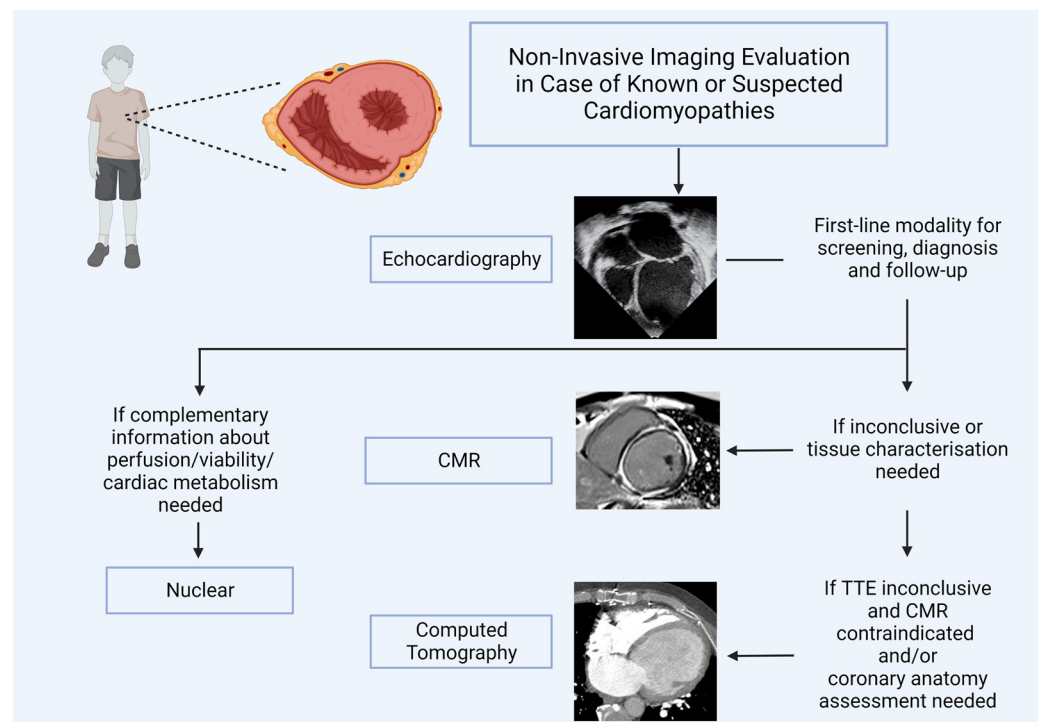 Non-Invasive Imaging Evaluation
in Case of Known or Suspected
Cardiomyopathies
Echocardiography
First-line modality for
screening, diagnosis
and follow-up
If complementary
information about
perfusion/viability/
cardiac metabolism
needed
CMR
If inconclusive or
tissue characterisation
needed
Nuclear
Computed
Tomography
If TTE inconclusive
and CMR
contraindicated
and/or
coronary anatomy
assessment needed